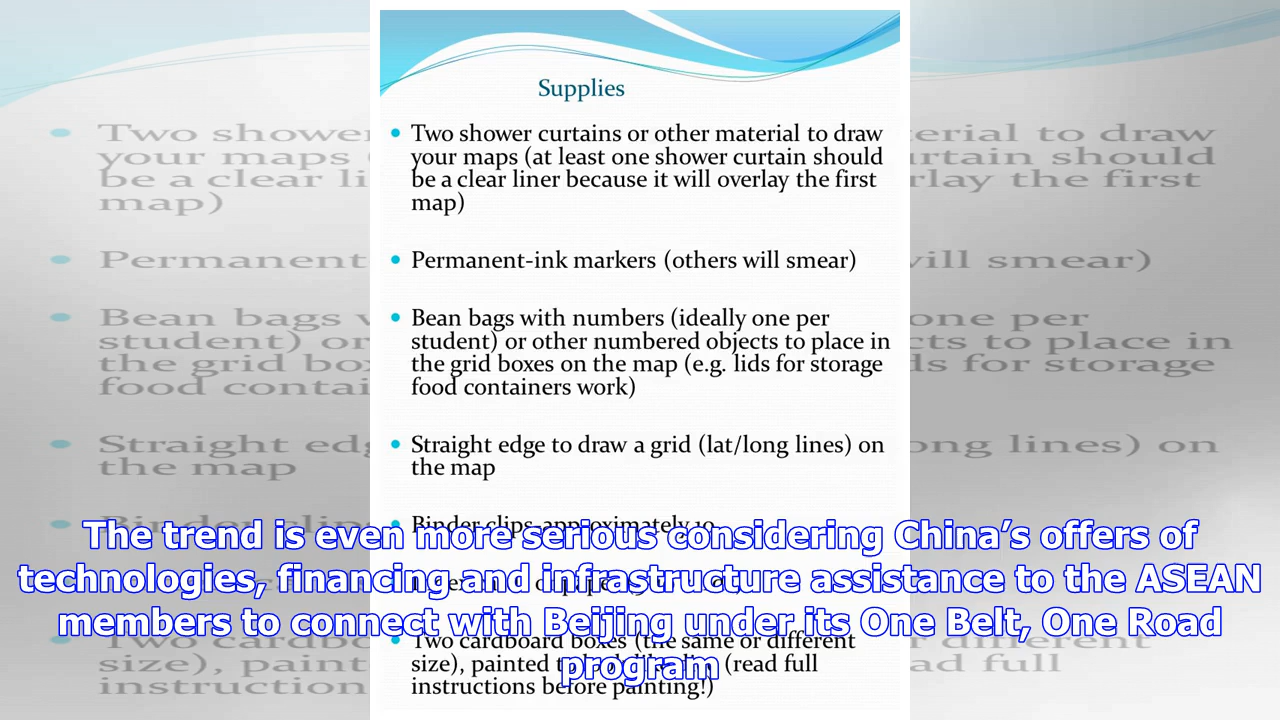 Supplies
Two shower curtains or other material to draw
your maps (at least one shower curtain should
be a clear liner because it will overlay the first
map)
Permanent-ink markers (others will smear)
Bean bags with numbers (ideally one per
student) or other numbered objects to place in
the grid boxes on the map (e.g. lids for storage
food containers work)
Straight edge to draw a grid (lat/long lines) on
the map
Binder clips-approximately 10
Two cardboard boxes (the same or different
size), painted (read full
instructions before painting!)
The trend is even more serious considering China’s offers of
technologies, financing and infrastructure assistance to the ASEAN
members to connect with Beijing under its One Belt, One Road
program